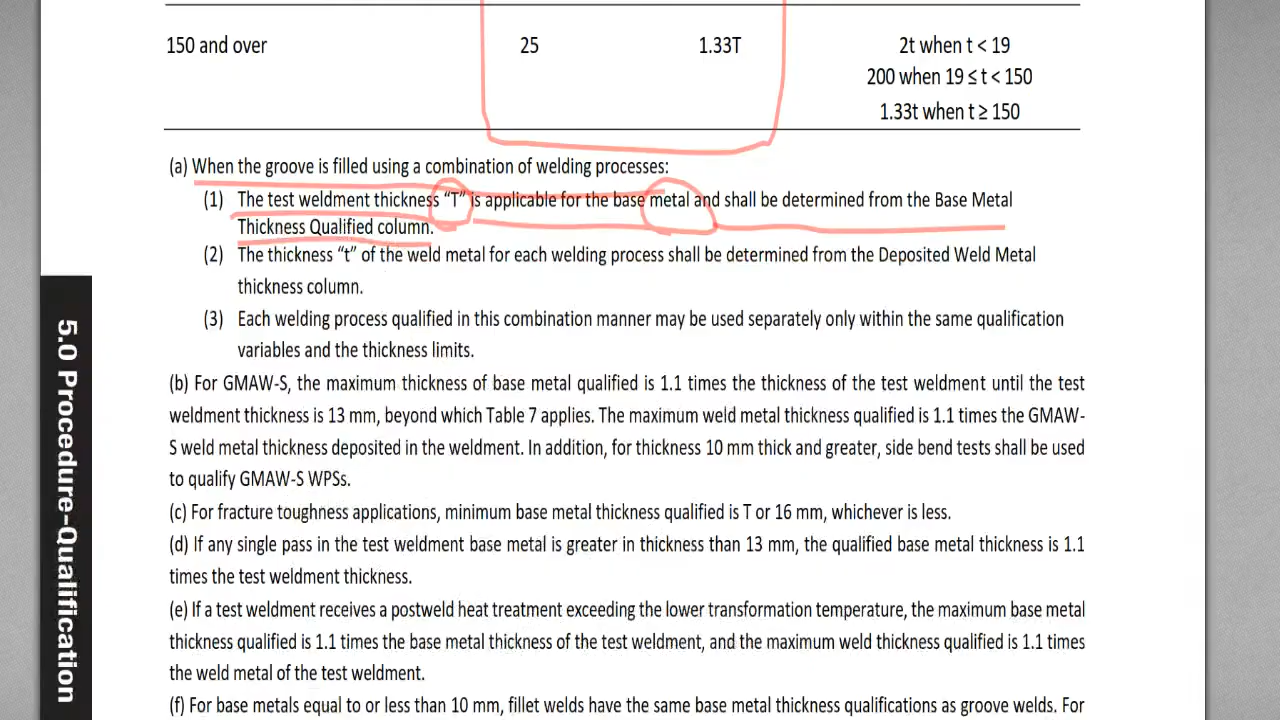 150 and over 25 1.33T 2t when t < 19
200 when 19 ≤ t < 150
1.33t when t ≥ 150
(a) When the groove is filled using a combination of welding processes:
(1) The test weldment thickness “T” is applicable for the base metal and shall be determined from the Base Metal
Thickness Qualified column.
(2) The thickness “t” of the weld metal for each welding process shall be determined from the Deposited Weld Metal
thickness column.
(3) Each welding process qualified in this combination manner may be used separately only within the same qualification
variables and the thickness limits.
(b) For GMAW-S, the maximum thickness of base metal qualified is 1.1 times the thickness of the test weldment until the test
weldment thickness is 13 mm, beyond which Table 7 applies. The maximum weld metal thickness qualified is 1.1 times the GMAW-
S weld metal thickness deposited in the weldment. In addition, for thickness 10 mm thick and greater, side bend tests shall be used
to qualify GMAW-S WPSs.
(c) For fracture toughness applications, minimum base metal thickness qualified is T or 16 mm, whichever is less.
(d) If any single pass in the test weldment base metal is greater in thickness than 13 mm, the qualified base metal thickness is 1.1
times the test weldment thickness.
(e) If a test weldment receives a postweld heat treatment exceeding the lower transformation temperature, the maximum base metal
thickness qualified is 1.1 times the base metal thickness of the test weldment, and the maximum weld thickness qualified is 1.1 times
the weld metal of the test weldment.
(f) For base metals equal to or less than 10 mm, fillet welds have the same base metal thickness qualifications as groove welds. For
5.0 Procedure-Qualification